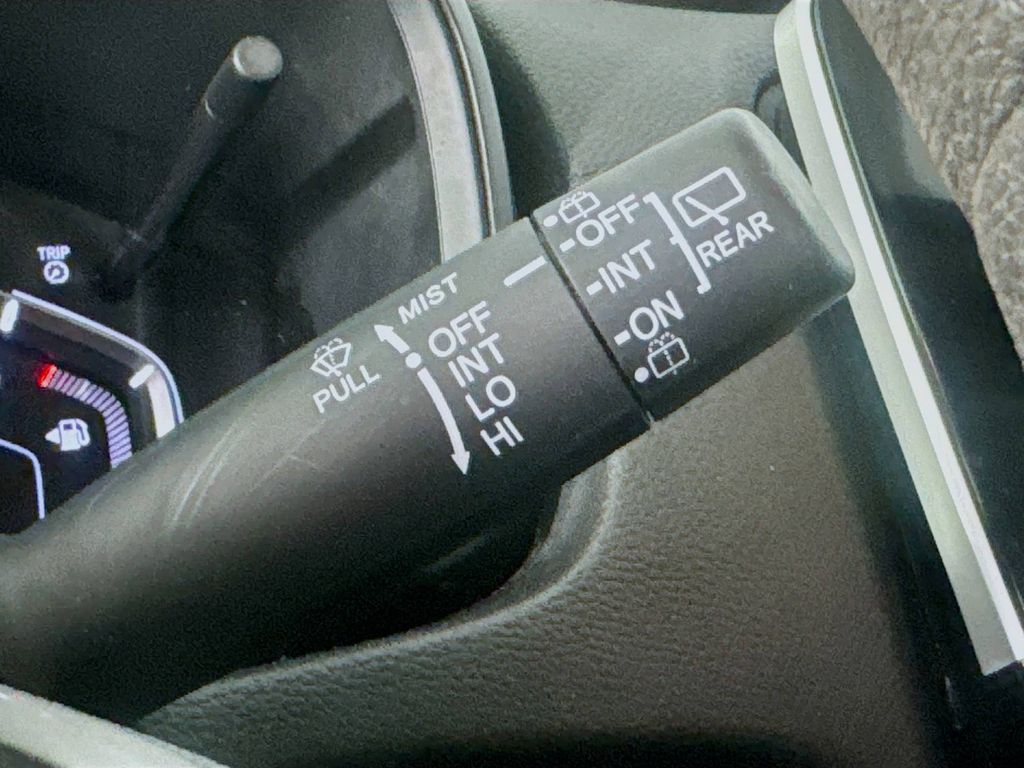 TRIP
MIST
OFF
INT
LO
HI
PULL
-OFF
-INT
-ON
REAR